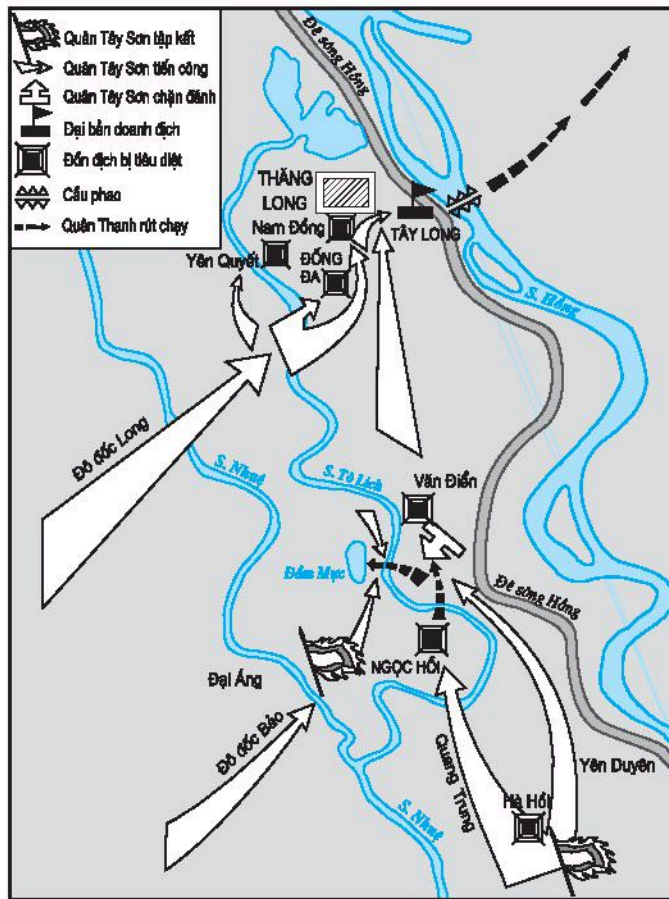 Quân Tây Sơn tập kết
Quân Tây Sơn tiến công
Quân Tây Sơn chặn đánh
Đại bản doanh địch
Đồn địch bị tiêu diệt
Cầu phao
Quân Thanh rút chạy
Đê sông Hồng
THĂNG
LONG
Nam Đồng
TÂY LONG
Yên Quyết
ĐỐNG
ĐA
S. Hồng
Đô đốc Long
S. Nhuệ
S. Tô Lịch
Văn Điển
Đầm Mực
Đê sông Hồng
NGỌC HỒI
Đại Áng
Đô đốc Bảo
Quang Trung
Yên Duyên
Hà Hồi
S. Nhuệ